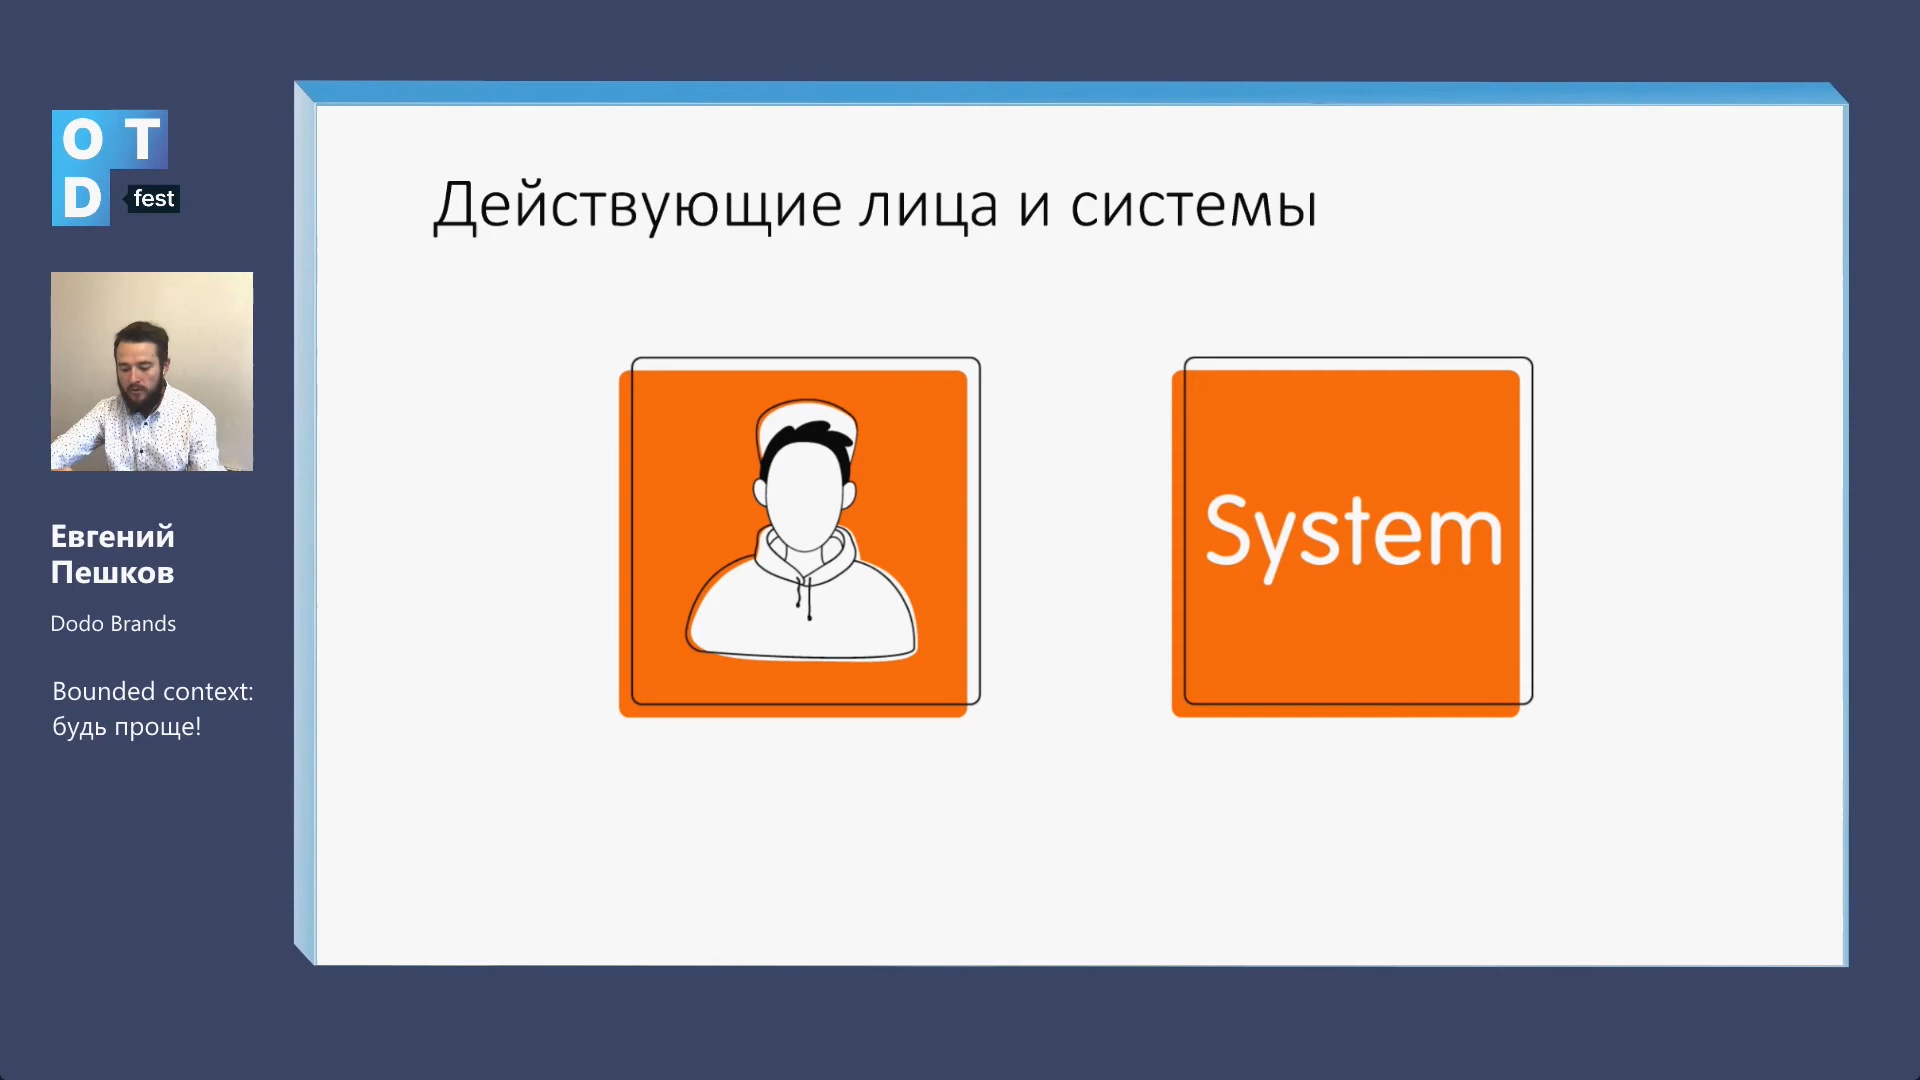 O T
D fest
Евгений
Пешков
Dodo Brands
Bounded context:
будь проще!
Действующие лица и системы
System